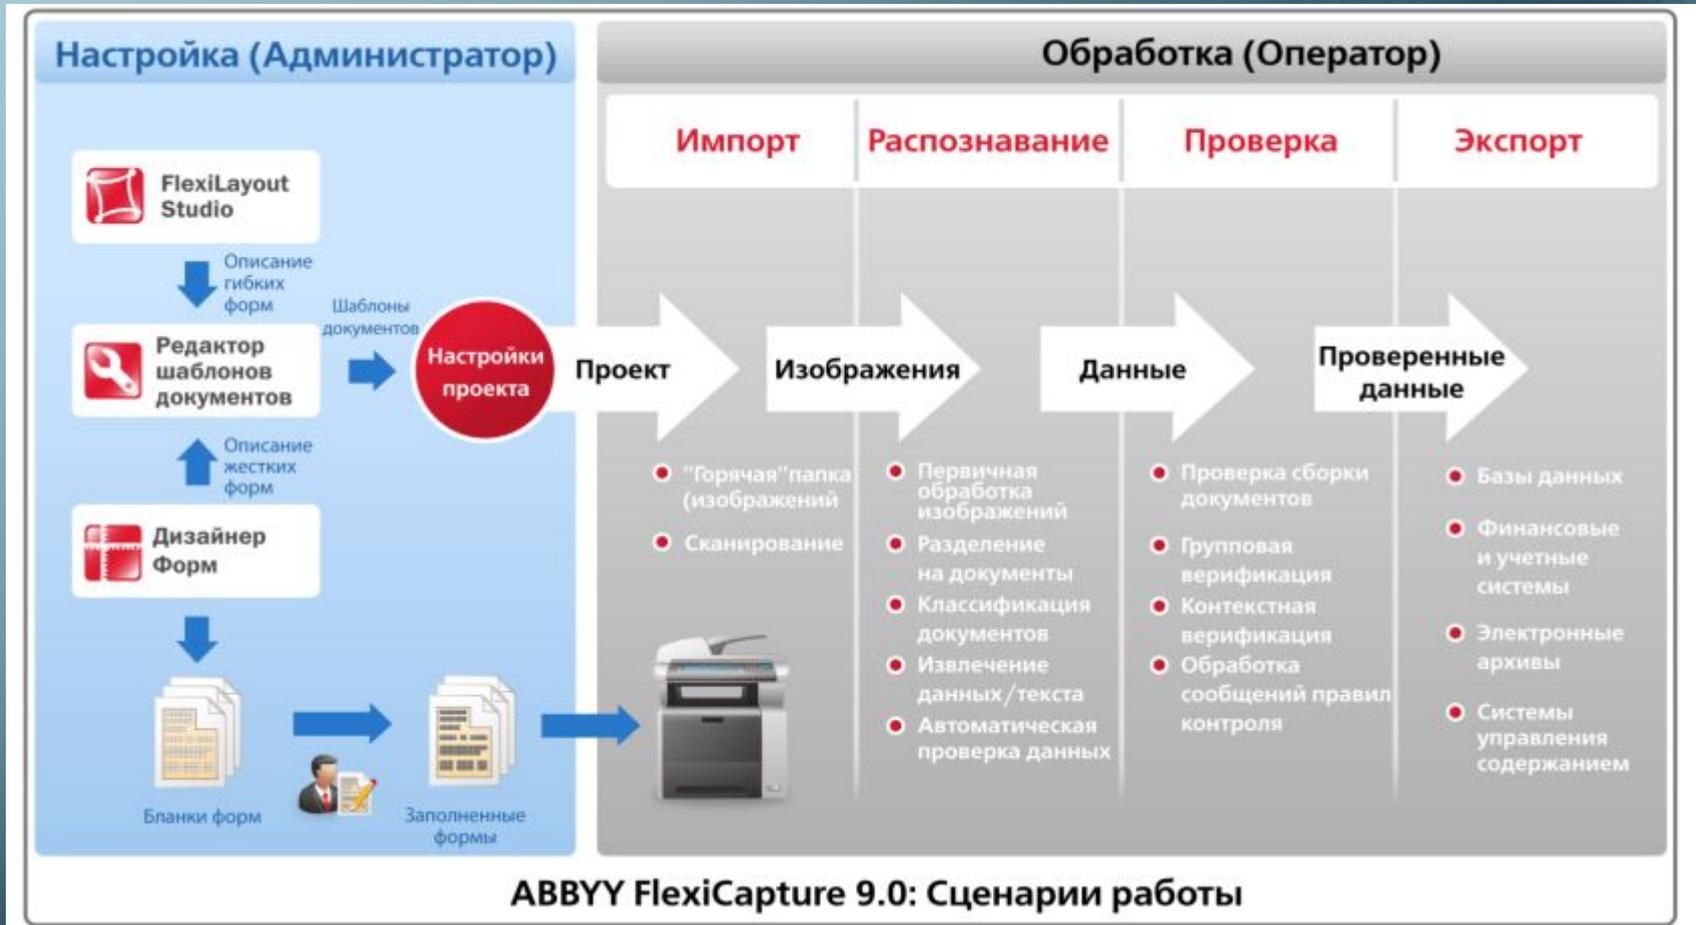 Настройка (Администратор)
FlexiLayout
Studio
Описание
гибких
форм
Редактор
шаблонов
документов
Шаблоны
документов
Настройки
проекта
Описание
жестких
форм
Дизайнер
Форм
Бланки форм
Заполненные
формы
Обработка (Оператор)
Импорт
Распознавание
Проверка
Экспорт
Проект
Изображения
Данные
Проверенные
данные
"Горячая"папка
(изображений
Сканирование
Первичная
обработка
изображений
Разделение
на документы
Классификация
документов
Извлечение
данных/текста
Автоматическая
проверка данных
Проверка сборки
документов
Групповая
верификация
Контекстная
верификация
Обработка
сообщений правил
контроля
Базы данных
Финансовые
и учетные
системы
Электронные
архивы
Системы
управления
содержанием
ABBYY FlexiCapture 9.0: Сценарии работы